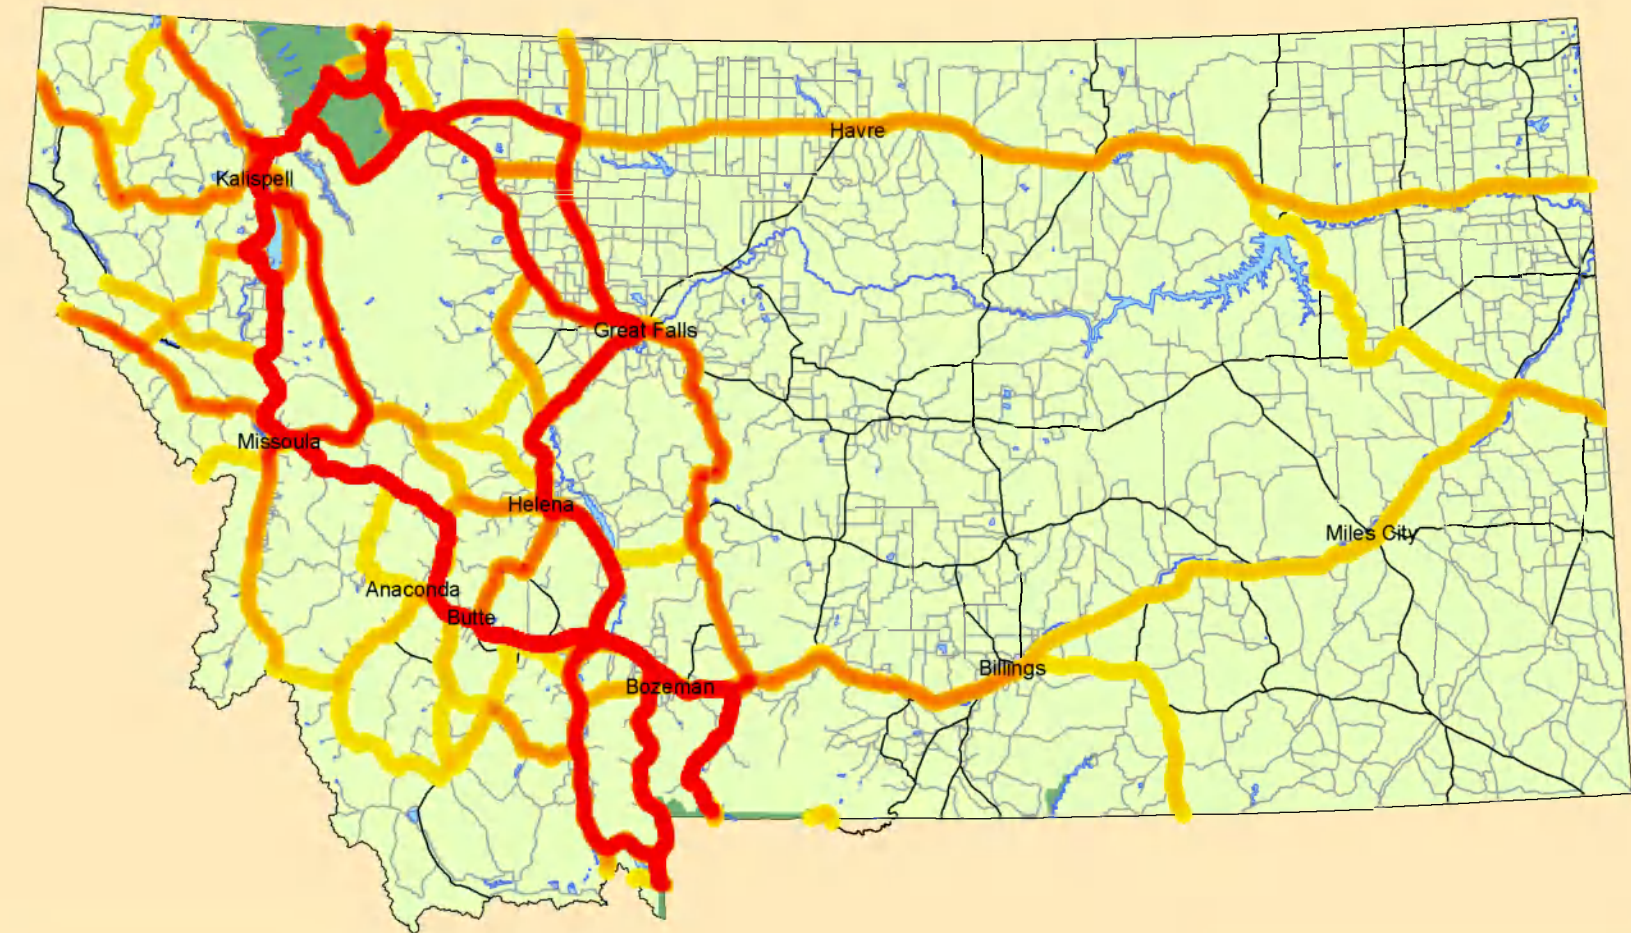 Havre
Kalispell
Great Falls
Missoula
Helena
Miles City
Anaconda
Butte
Billings
Bozeman